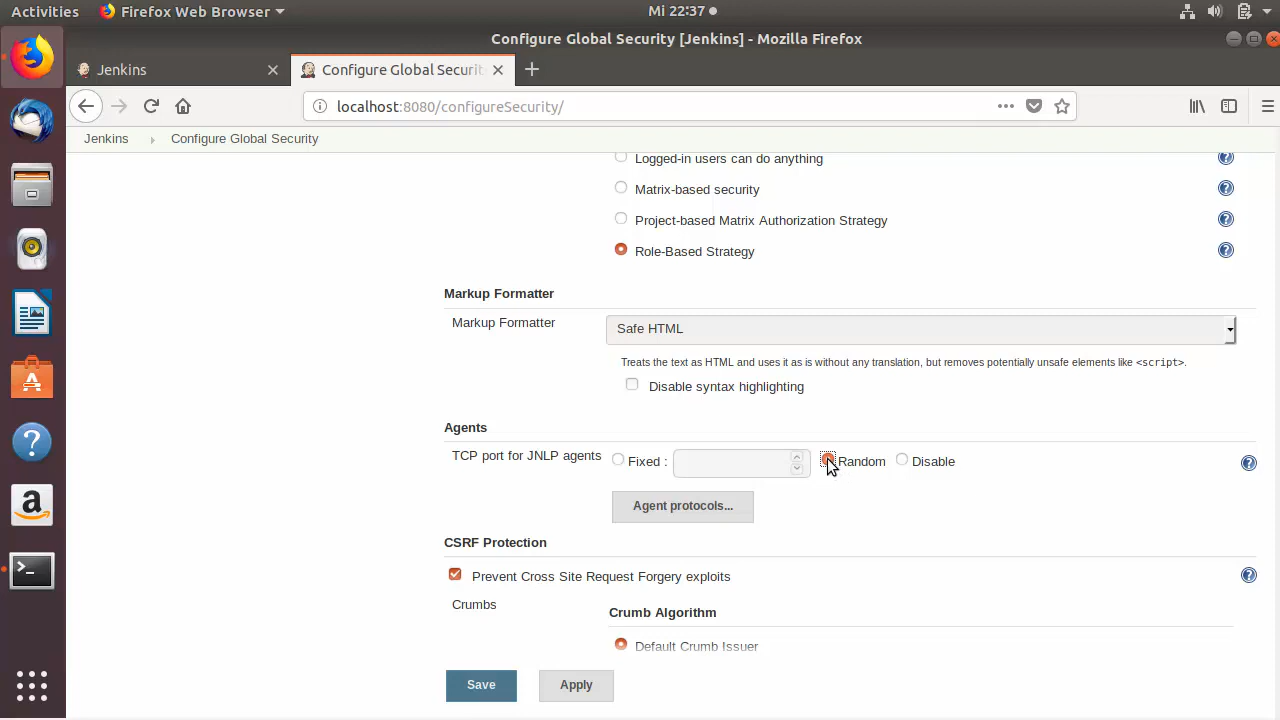 Activities
Firefox Web Browser
Mi 22:37
Configure Global Security [Jenkins] - Mozilla Firefox
Jenkins
Configure Global Securit
localhost:8080/configureSecurity/
Jenkins
Configure Global Security
Logged-in users can do anything
Matrix-based security
Project-based Matrix Authorization Strategy
Role-Based Strategy
Markup Formatter
Markup Formatter
Safe HTML
Treats the text as HTML and uses it as is without any translation, but removes potentially unsafe elements like <script>.
Disable syntax highlighting
Agents
TCP port for JNLP agents
Fixed :
Random
Disable
Agent protocols...
CSRF Protection
Prevent Cross Site Request Forgery exploits
Crumbs
Crumb Algorithm
Default Crumb Issuer
Save
Apply